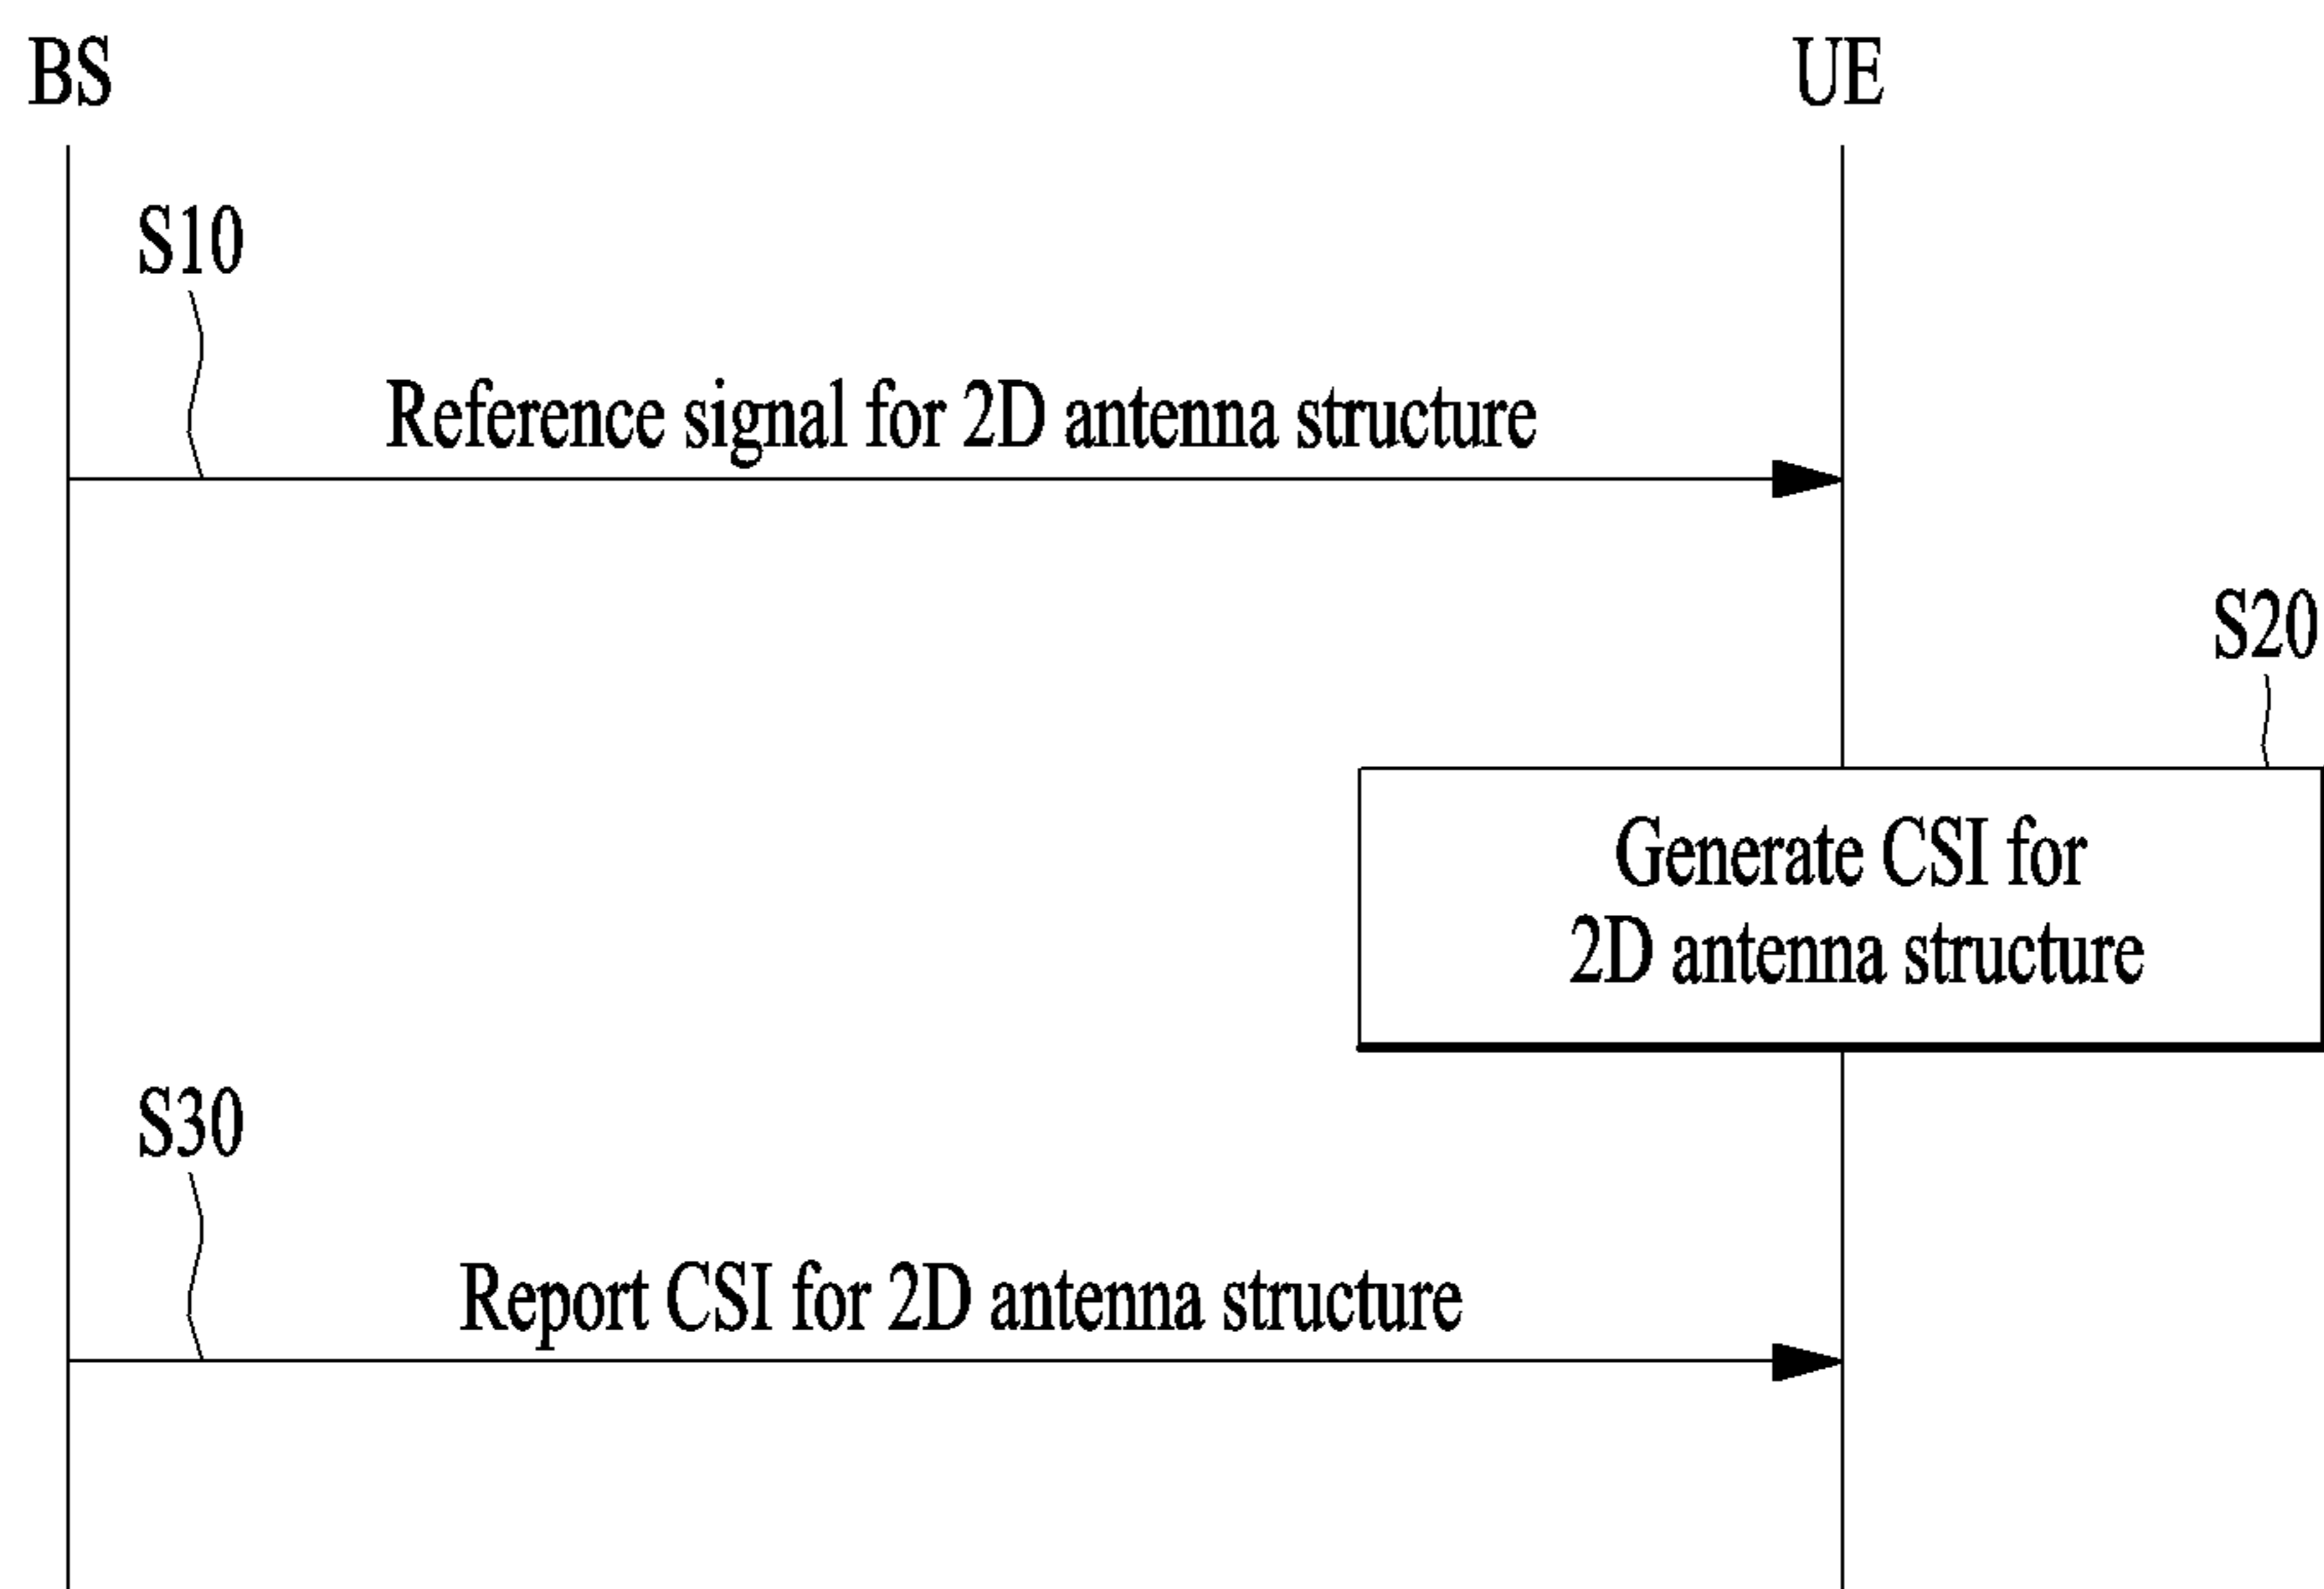 BS
UE
S10
Reference signal for 2D antenna structure
S20
Generate CSI for
2D antenna structure
S30
Report CSI for 2D antenna structure